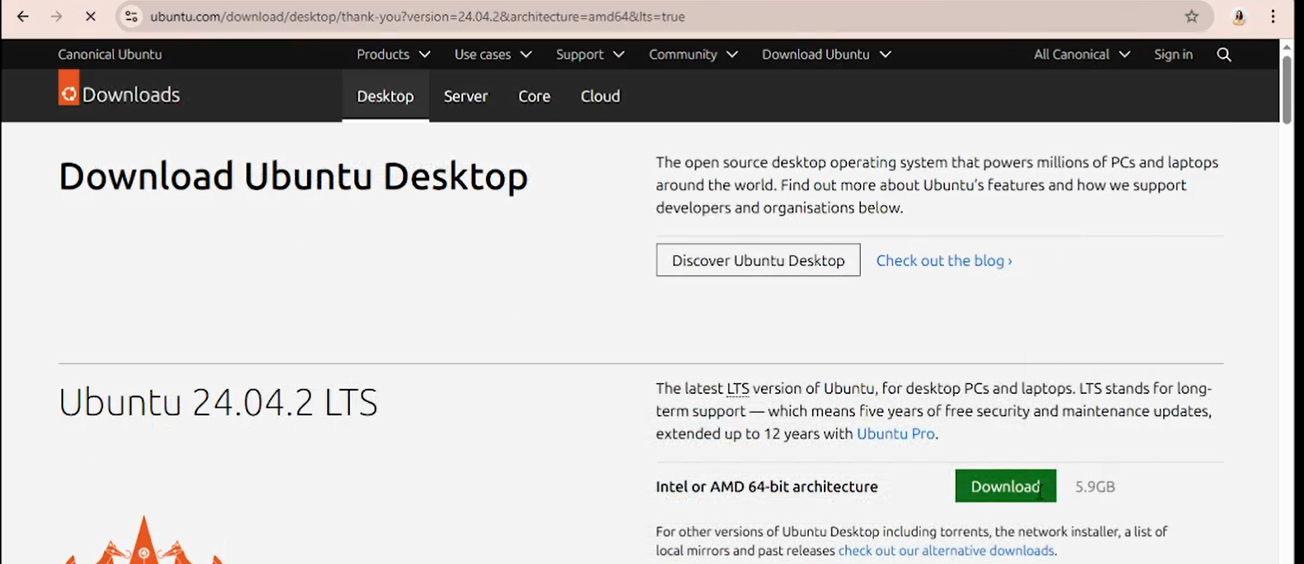 ubuntu.com/download/desktop/thank-you?version=24.04.2&architecture=amd64&lts=true
Canonical Ubuntu Products Use cases Support Community Download Ubuntu All Canonical Sign in
Downloads Desktop Server Core Cloud
Download Ubuntu Desktop
The open source desktop operating system that powers millions of PCs and laptops
around the world. Find out more about Ubuntu's features and how we support
developers and organisations below.
Discover Ubuntu Desktop Check out the blog ›
Ubuntu 24.04.2 LTS
The latest LTS version of Ubuntu, for desktop PCs and laptops. LTS stands for long-
term support — which means five years of free security and maintenance updates,
extended up to 12 years with Ubuntu Pro.
Intel or AMD 64-bit architecture Download 5.9GB
For other versions of Ubuntu Desktop including torrents, the network installer, a list of
local mirrors and past releases check out our alternative downloads.